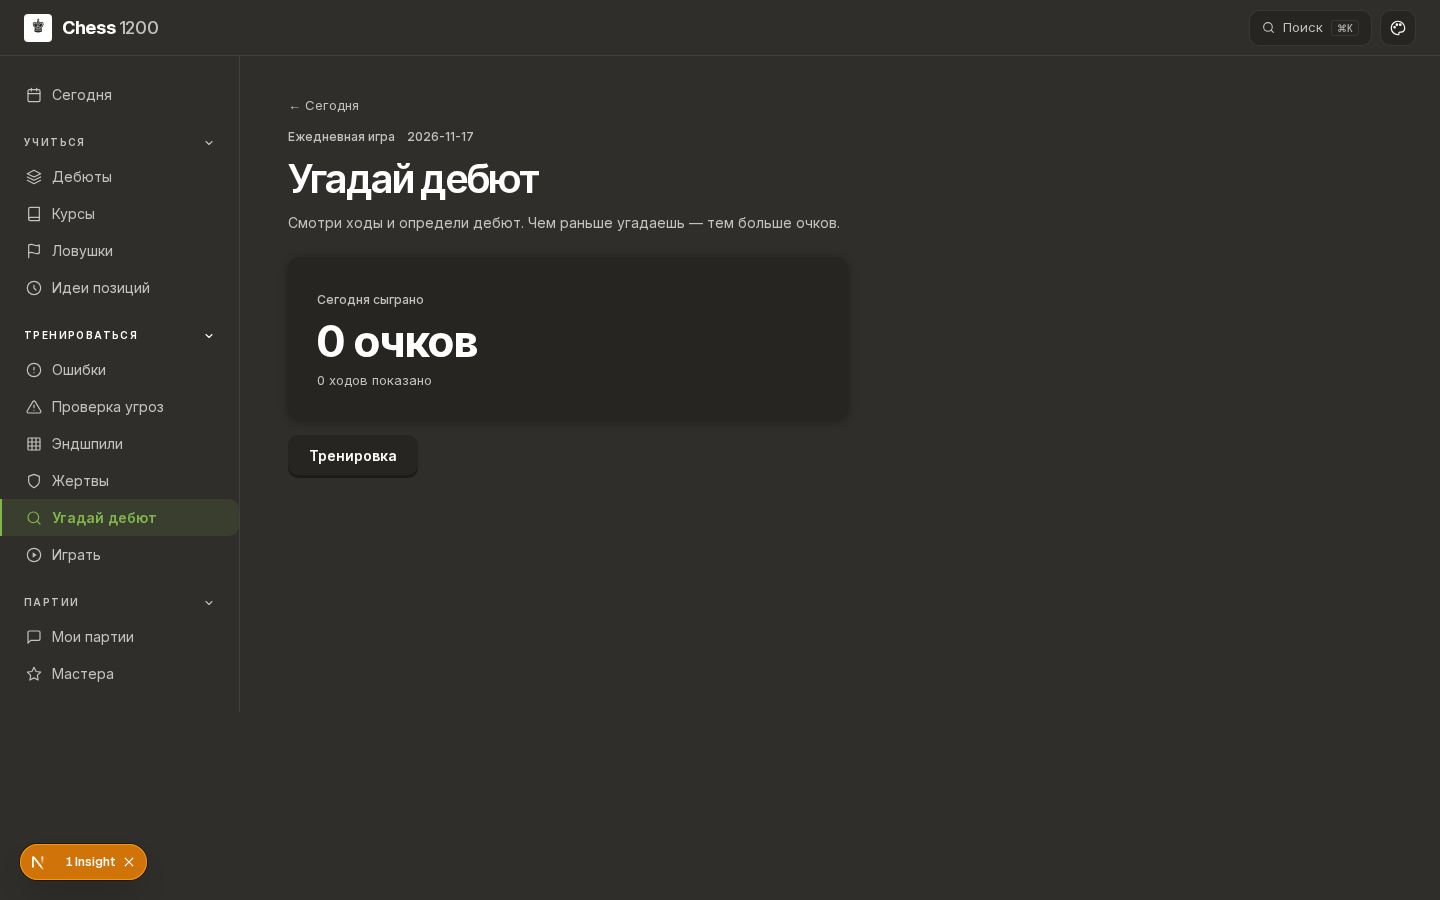 Chess 1200
Поиск ⌘K
Сегодня
УЧИТЬСЯ
Дебюты
Курсы
Ловушки
Идеи позиций
ТРЕНИРОВАТЬСЯ
Ошибки
Проверка угроз
Эндшпили
Жертвы
Угадай дебют
Играть
ПАРТИИ
Мои партии
Мастера
← Сегодня
Ежедневная игра 2026-11-17
Угадай дебют
Смотри ходы и определи дебют. Чем раньше угадаешь — тем больше очков.
Сегодня сыграно
0 очков
0 ходов показано
Тренировка
1 Insight